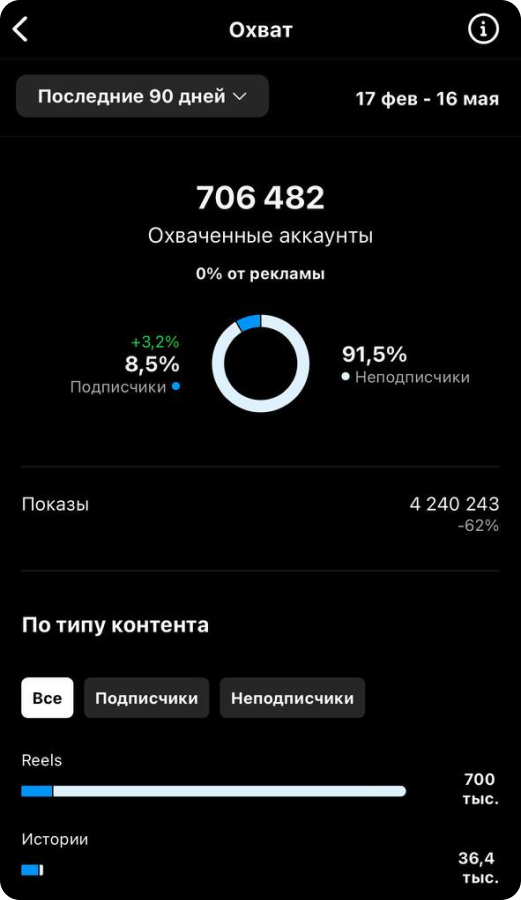 Охват
Последние 90 дней
17 фев - 16 мая
706 482
Охваченные аккаунты
0% от рекламы
+3,2%
8,5%
Подписчики
91,5%
Неподписчики
Показы
4 240 243
-62%
По типу контента
Все
Подписчики
Неподписчики
Reels
700
тыс.
Истории
36,4
тыс.